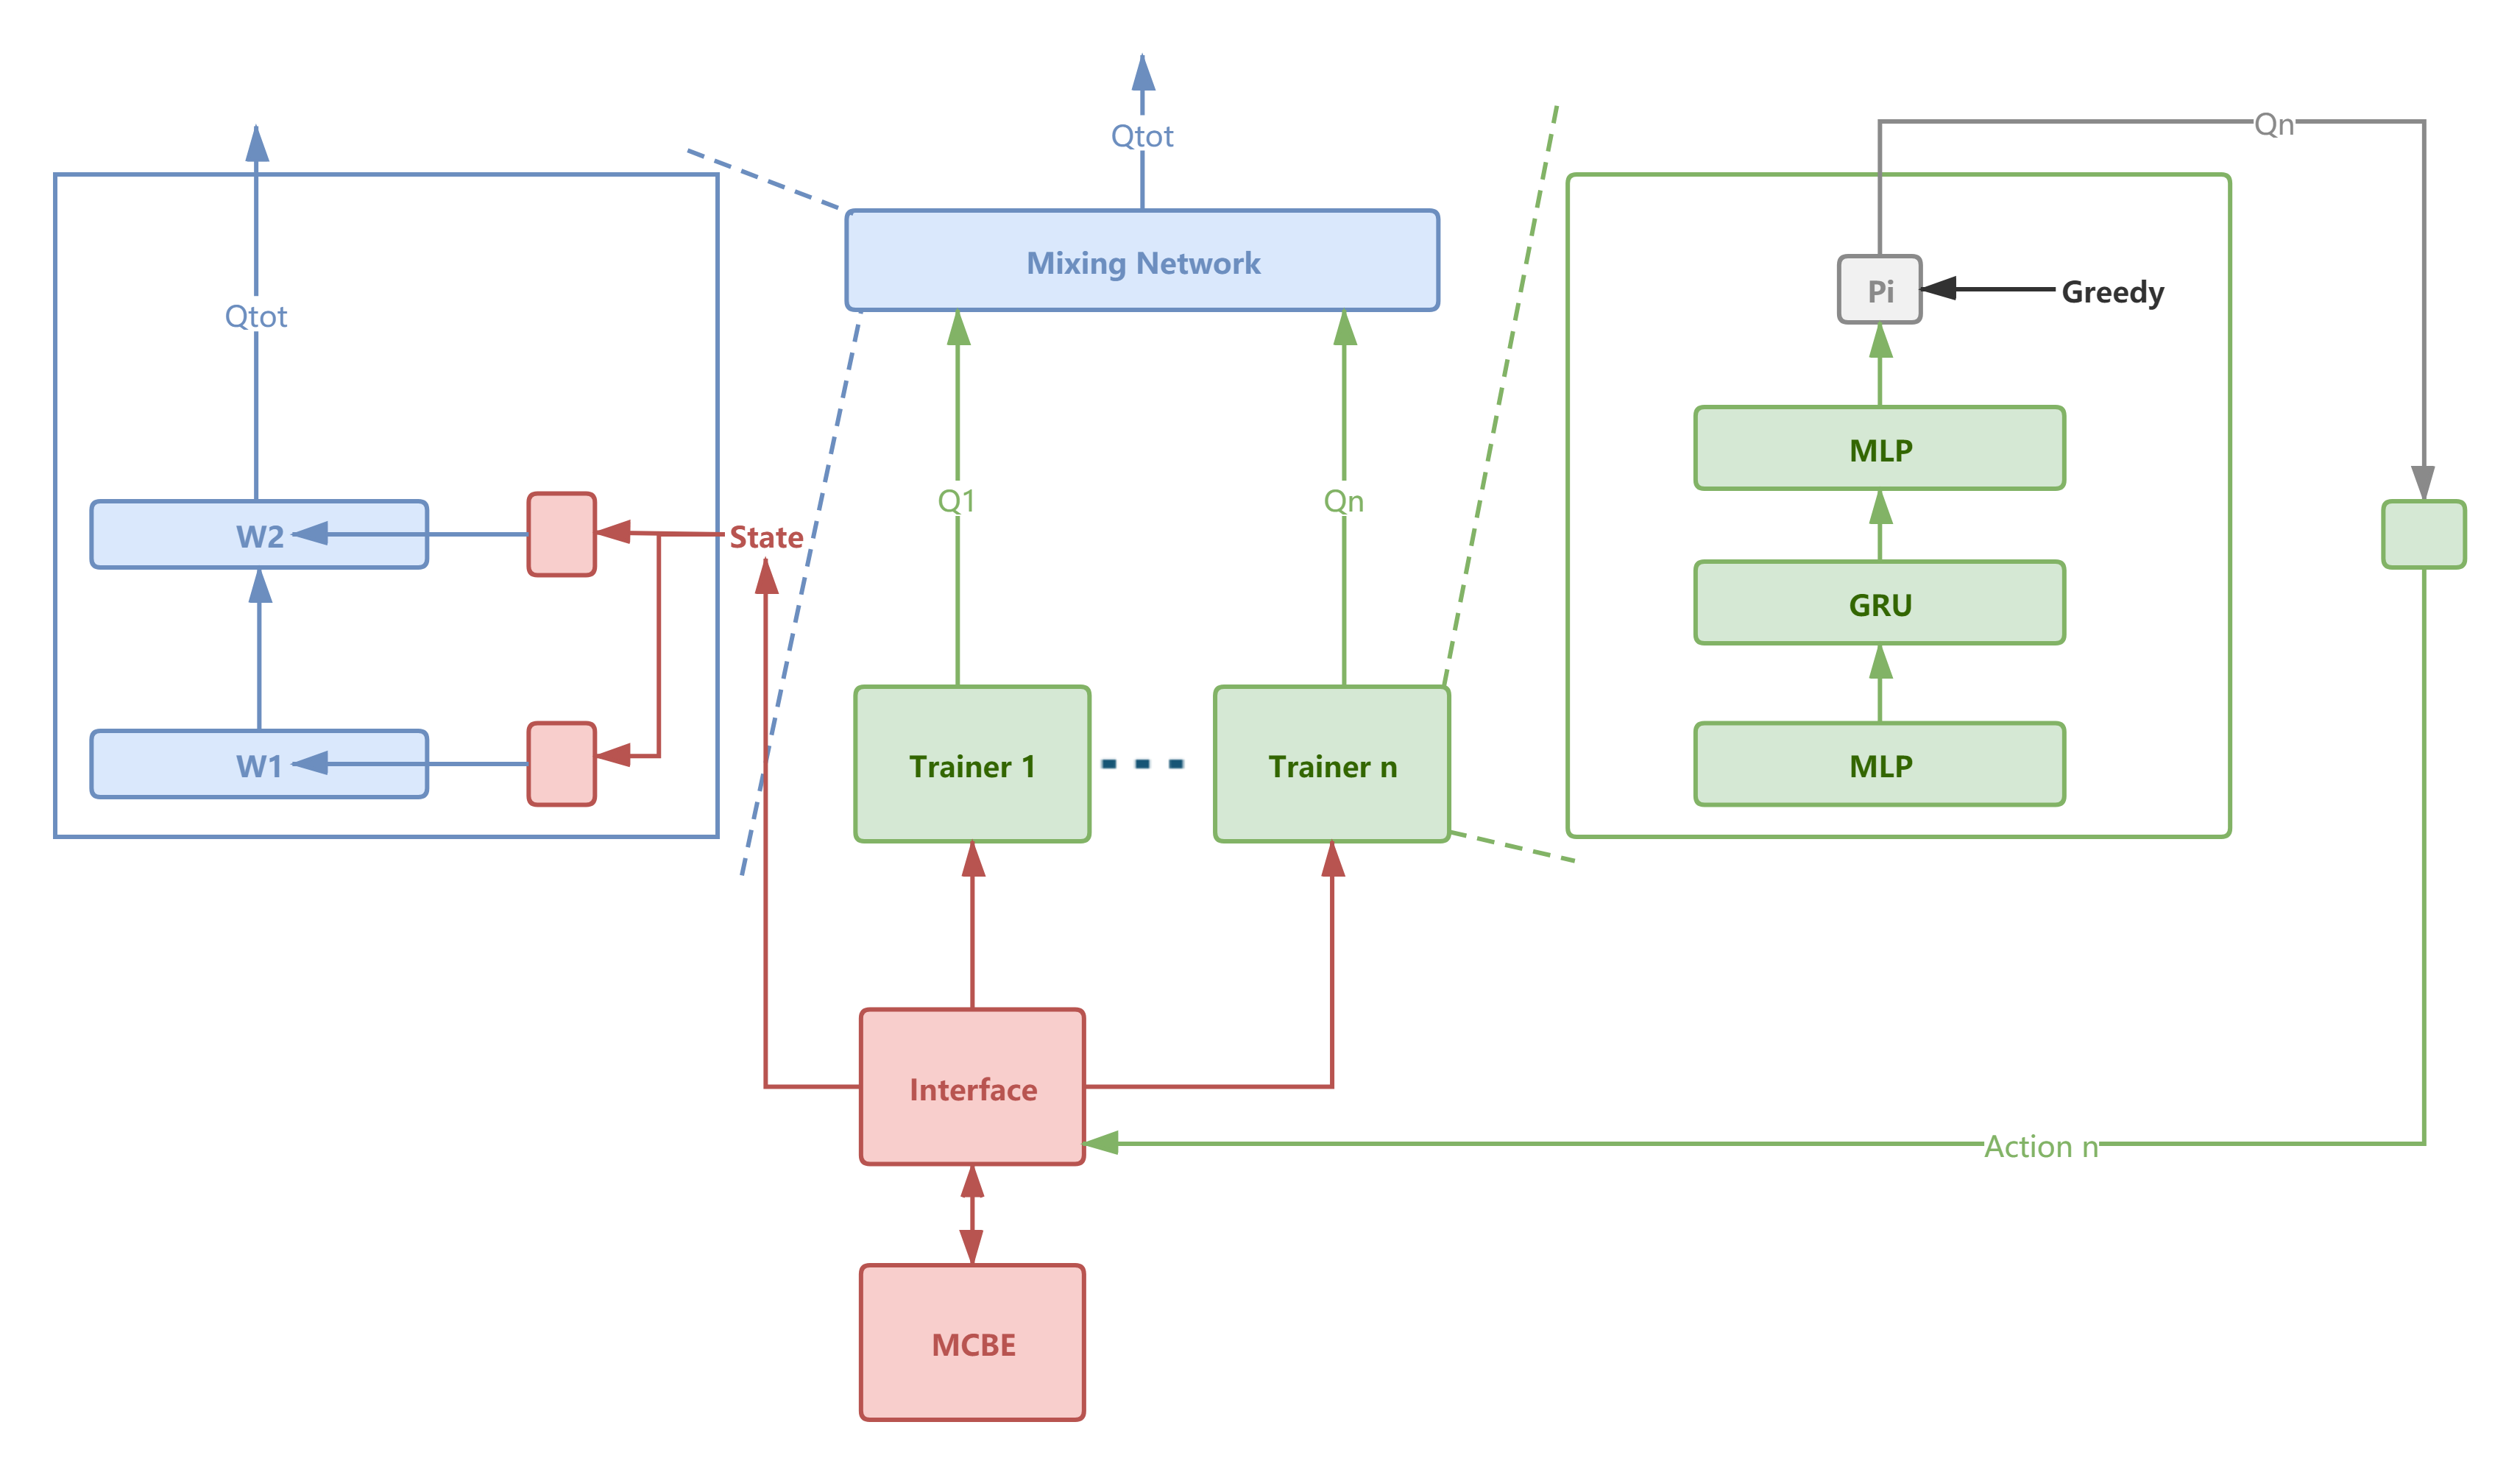 Qtot
Qn
Mixing Network
Pi
Greedy
Qtot
MLP
Q1
Qn
W2
State
GRU
W1
Trainer 1
Trainer n
MLP
Interface
Action n
MCBE